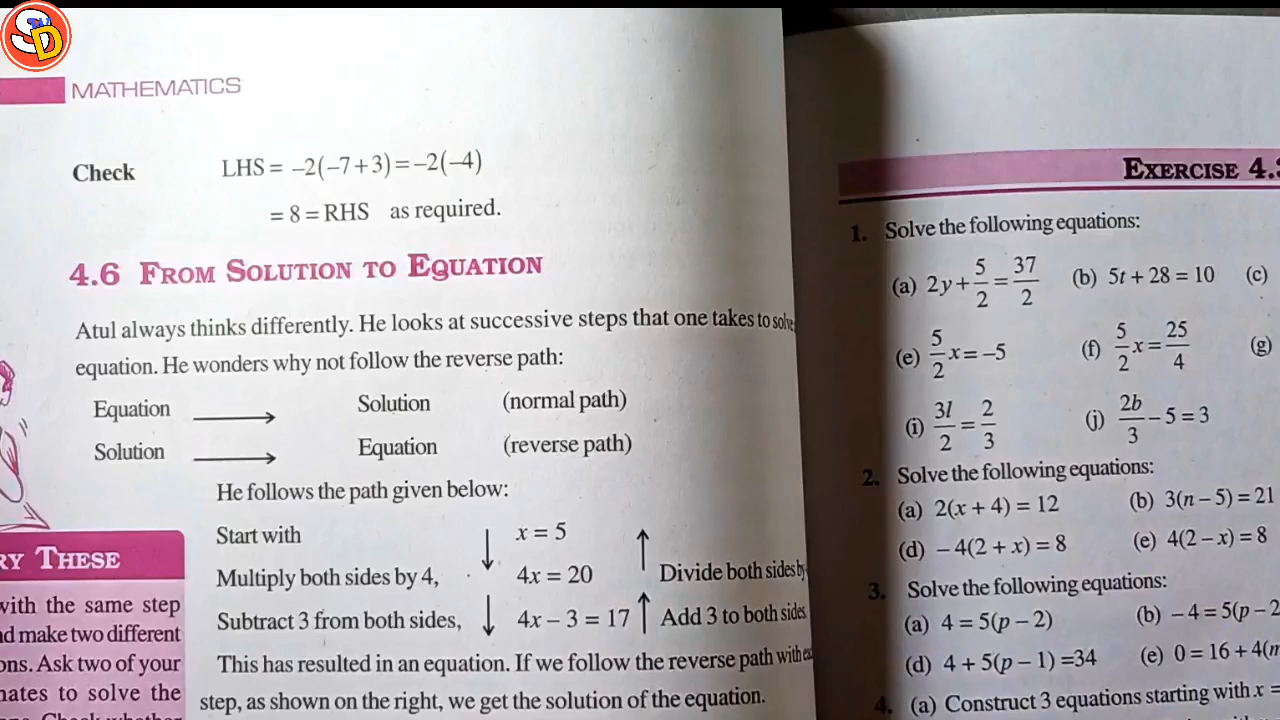 SD
MATHEMATICS
Check LHS = –2(–7+3) = –2(–4)
= 8 = RHS as required.
4.6 FROM SOLUTION TO EQUATION
Atul always thinks differently. He looks at successive steps that one takes to solve
equation. He wonders why not follow the reverse path:
Equation ⟶ Solution (normal path)
Solution ⟶ Equation (reverse path)
He follows the path given below:
Start with ↓ x = 5 ↑
Multiply both sides by 4, 4x = 20 Divide both sides by
Subtract 3 from both sides, ↓ 4x – 3 = 17 ↑ Add 3 to both sides
This has resulted in an equation. If we follow the reverse path with
step, as shown on the right, we get the solution of the equation.
RY THESE
with the same step
nd make two different
ons. Ask two of your
mates to solve the
EXERCISE 4.3
1. Solve the following equations:
(a) 2y + 5/2 = 37/2 (b) 5t + 28 = 10 (c)
(e) 5/2 x = –5 (f) 5/2 x = 25/4 (g)
(i) 3l/2 = 2/3 (j) 2b/3 – 5 = 3
2. Solve the following equations:
(a) 2(x + 4) = 12 (b) 3(n – 5) = 21
(d) – 4(2 + x) = 8 (e) 4(2 – x) = 8
3. Solve the following equations:
(a) 4 = 5(p – 2) (b) – 4 = 5(p – 2
(d) 4 + 5(p – 1) =34 (e) 0 = 16 + 4(m
4. (a) Construct 3 equations starting with x =